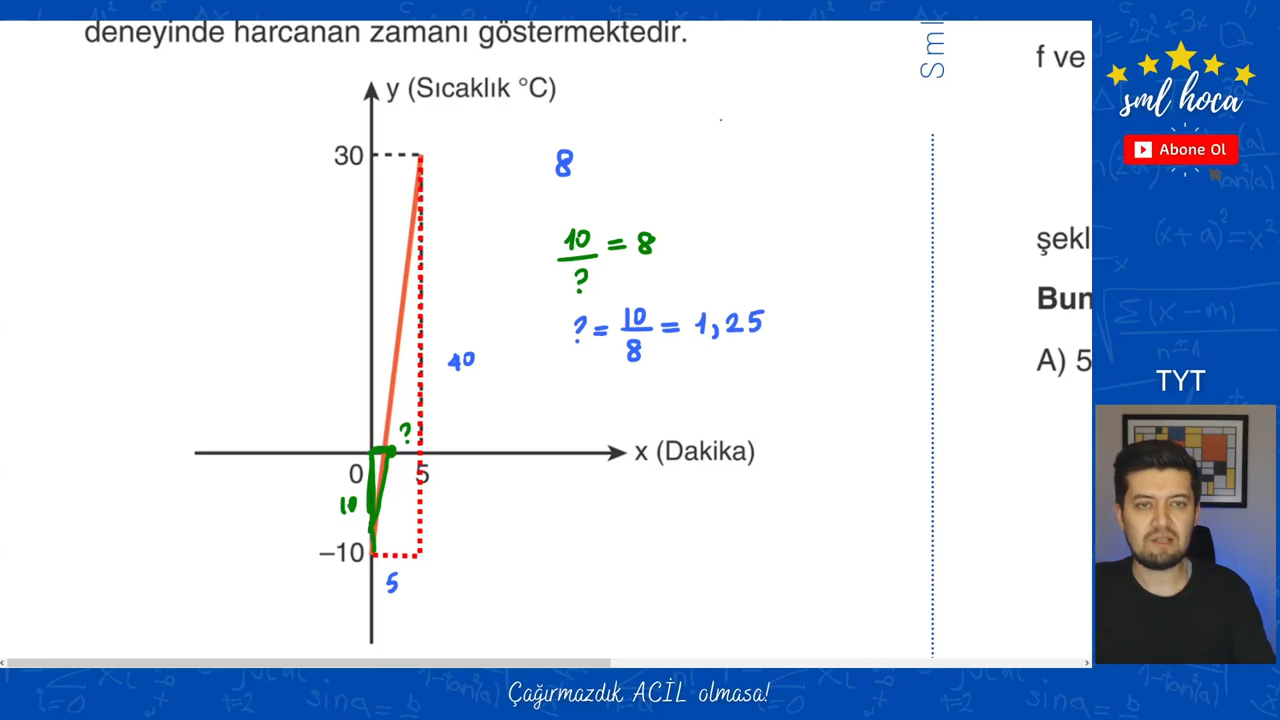 deneyinde harcanan zamanı göstermektedir.
y (Sıcaklık °C)
30
8
10/? = 8
? = 10/8 = 1,25
40
?
x (Dakika)
0
5
10
–10
5
Sml
f ve
şekl
Bun
A) 5
sml hoca
Abone Ol
TYT
Çağırmazdık ACİL olmasa!